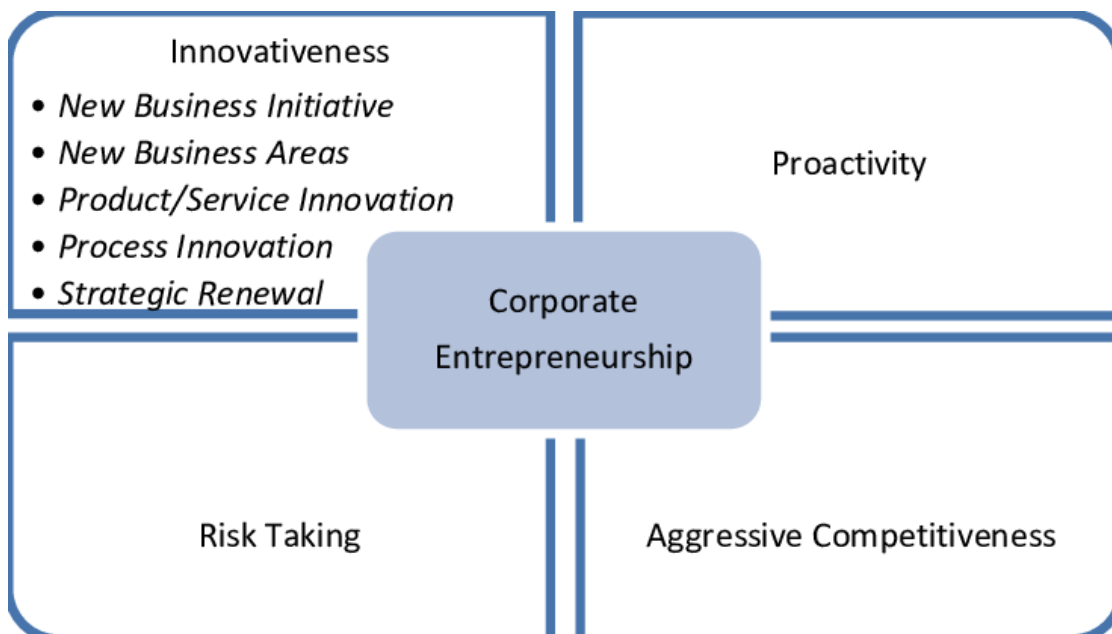 Innovativeness
• New Business Initiative
• New Business Areas
• Product/Service Innovation
• Process Innovation
• Strategic Renewal
Proactivity
Corporate
Entrepreneurship
Risk Taking
Aggressive Competitiveness